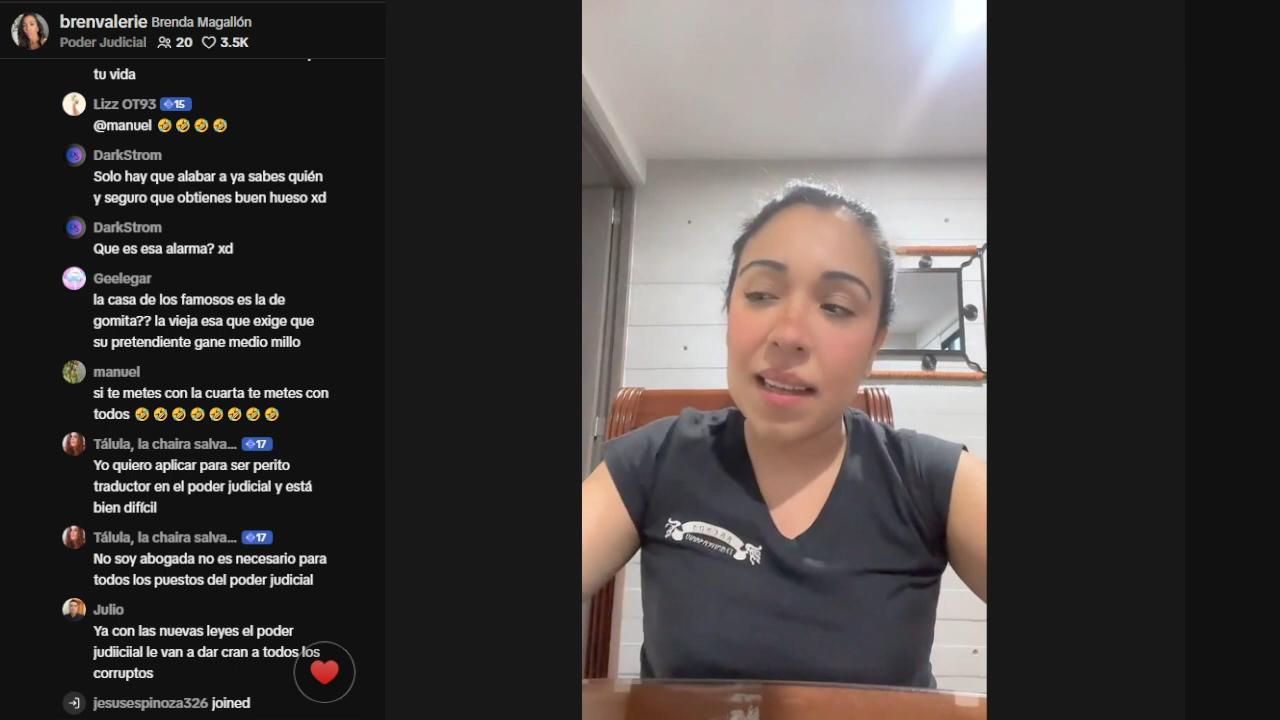 brenvalerie Brenda Magallón
Poder Judicial 20 3.5K
tu vida
Lizz OT93 15
@manuel 🤣🤣🤣🤣
DarkStrom
Solo hay que alabar a ya sabes quién
y seguro que obtienes buen hueso xd
DarkStrom
Que es esa alarma? xd
Geelegar
la casa de los famosos es la de
gomita?? la vieja esa que exige que
su pretendiente gane medio millo
manuel
si te metes con la cuarta te metes con
todos 🤣🤣🤣🤣🤣🤣🤣🤣
Tálula, la chaira salva... 17
Yo quiero aplicar para ser perito
traductor en el poder judicial y está
bien difícil
Tálula, la chaira salva... 17
No soy abogada no es necesario para
todos los puestos del poder judicial
Julio
Ya con las nuevas leyes el poder
judiiciial le van a dar cran a todos los
corruptos
jesusespinoza326 joined